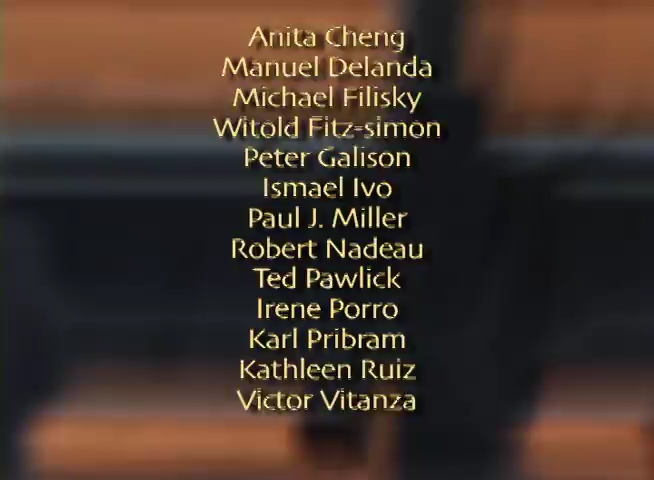 Anita Cheng
Manuel Delanda
Michael Filisky
Witold Fitz-simon
Peter Galison
Ismael Ivo
Paul J. Miller
Robert Nadeau
Ted Pawlick
Irene Porro
Karl Pribram
Kathleen Ruiz
Victor Vitanza